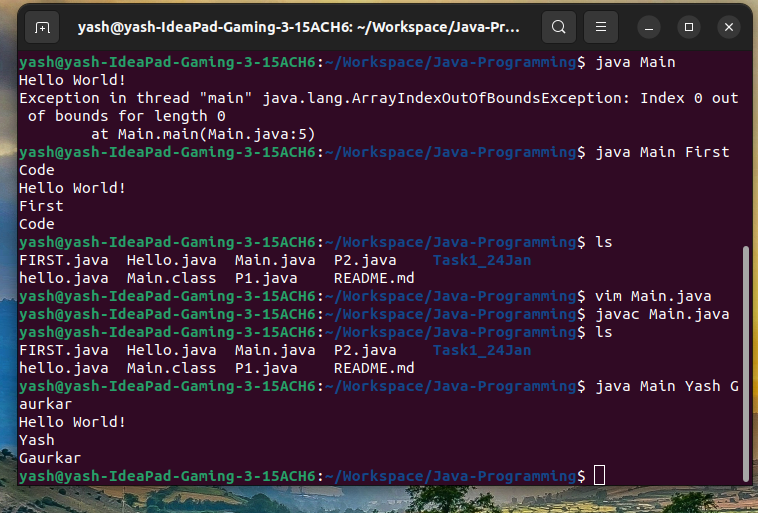 yash@yash-IdeaPad-Gaming-3-15ACH6: ~/Workspace/Java-Pr...
yash@yash-IdeaPad-Gaming-3-15ACH6:~/Workspace/Java-Programming$ java Main
Hello World!
Exception in thread "main" java.lang.ArrayIndexOutOfBoundsException: Index 0 out
 of bounds for length 0
        at Main.main(Main.java:5)
yash@yash-IdeaPad-Gaming-3-15ACH6:~/Workspace/Java-Programming$ java Main First
Code
Hello World!
First
Code
yash@yash-IdeaPad-Gaming-3-15ACH6:~/Workspace/Java-Programming$ ls
FIRST.java  Hello.java  Main.java  P2.java    Task1_24Jan
hello.java  Main.class  P1.java    README.md
yash@yash-IdeaPad-Gaming-3-15ACH6:~/Workspace/Java-Programming$ vim Main.java
yash@yash-IdeaPad-Gaming-3-15ACH6:~/Workspace/Java-Programming$ javac Main.java
yash@yash-IdeaPad-Gaming-3-15ACH6:~/Workspace/Java-Programming$ ls
FIRST.java  Hello.java  Main.java  P2.java    Task1_24Jan
hello.java  Main.class  P1.java    README.md
yash@yash-IdeaPad-Gaming-3-15ACH6:~/Workspace/Java-Programming$ java Main Yash G
aurkar
Hello World!
Yash
Gaurkar
yash@yash-IdeaPad-Gaming-3-15ACH6:~/Workspace/Java-Programming$